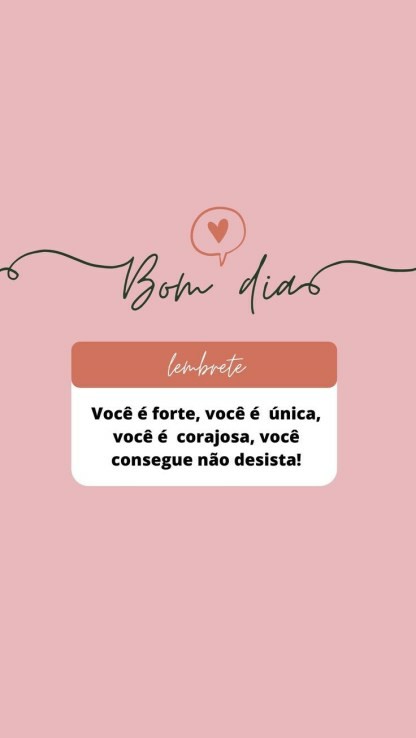 Bom dia
lembrete
Você é forte, você é  única,
você é  corajosa, você
consegue não desista!